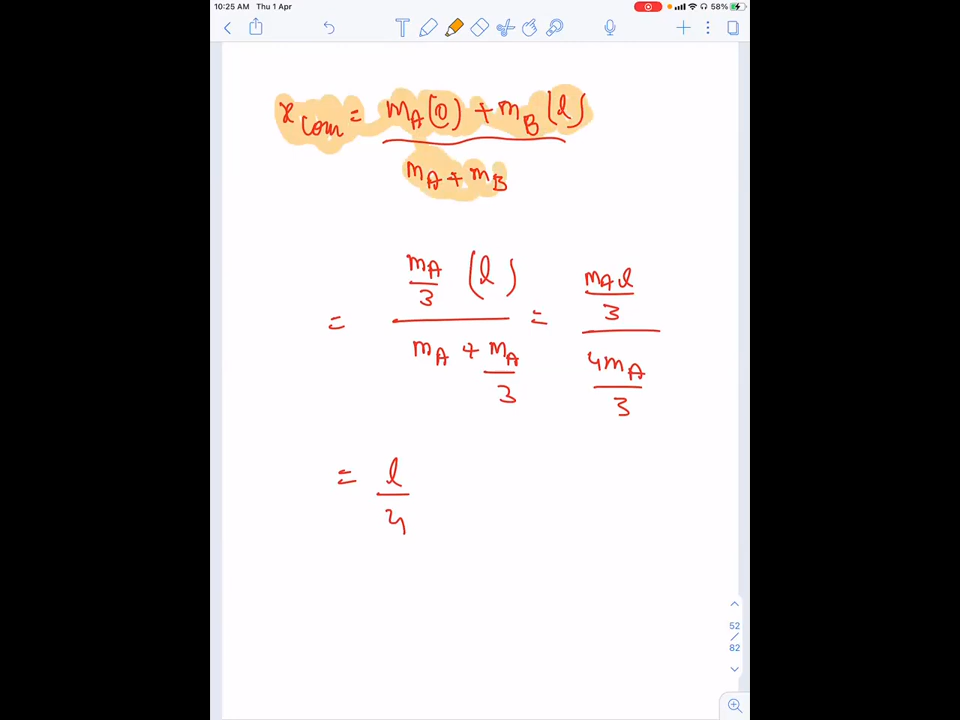 10:25 AM Thu 1 Apr 58%
x_com = m_A(0) + m_B(l)
m_A + m_B
= m_A/3 (l) / m_A + m_A/3 = m_A l/3 / 4m_A/3
= l/4
52
/
82